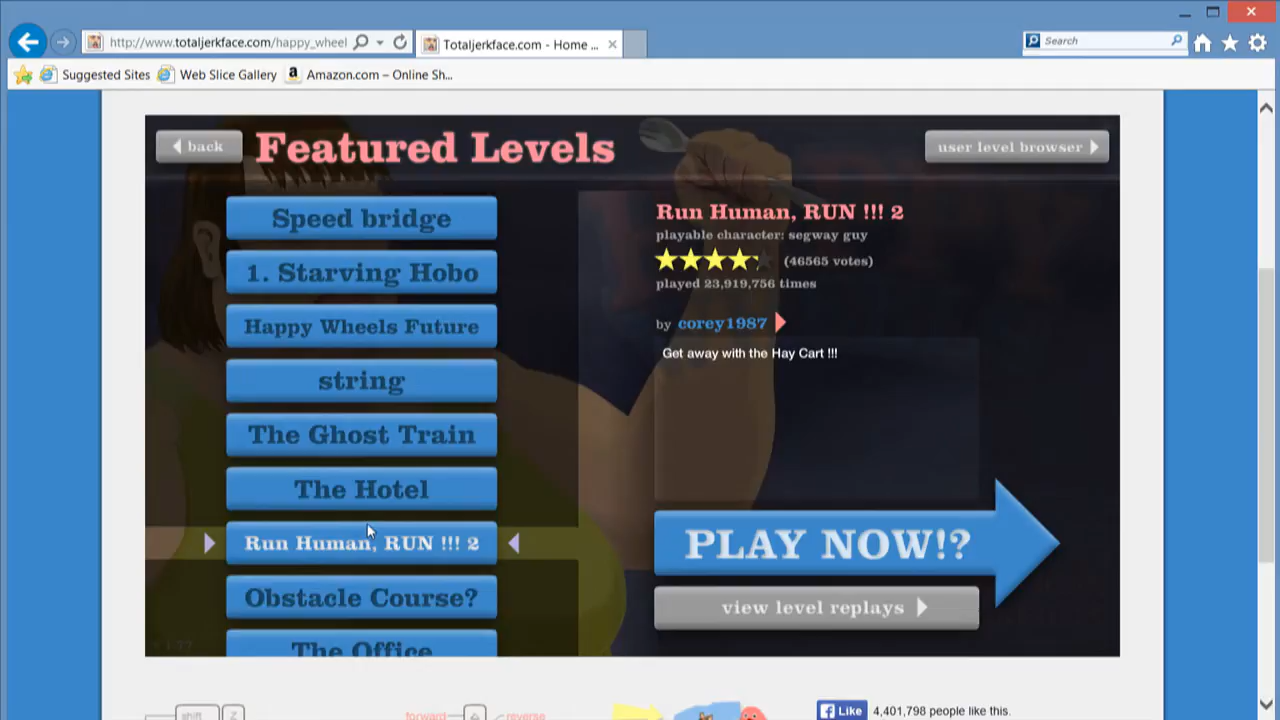 http://www.totaljerkface.com/happy_wheel
Totaljerkface.com - Home ...
Search
Suggested Sites
Web Slice Gallery
Amazon.com – Online Sh...
back
Featured Levels
user level browser
Speed bridge
1. Starving Hobo
Happy Wheels Future
string
The Ghost Train
The Hotel
Run Human, RUN !!! 2
Obstacle Course?
The Office
Run Human, RUN !!! 2
playable character: segway guy
(46565 votes)
played 23,919,756 times
by corey1987
Get away with the Hay Cart !!!
PLAY NOW!?
view level replays
shift
Z
forward
reverse
Like
4,401,798 people like this.